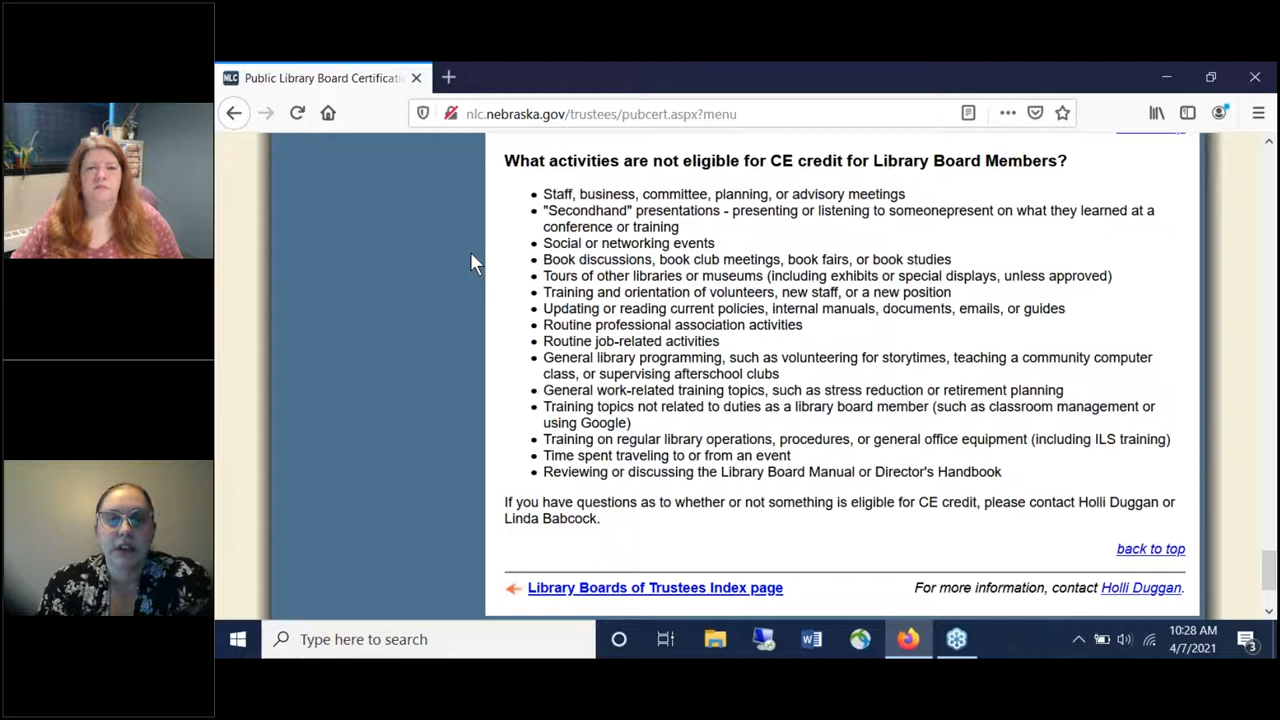 NLC Public Library Board Certificati
nlc.nebraska.gov/trustees/pubcert.aspx?menu
What activities are not eligible for CE credit for Library Board Members?
• Staff, business, committee, planning, or advisory meetings
• "Secondhand" presentations - presenting or listening to someonepresent on what they learned at a
conference or training
• Social or networking events
• Book discussions, book club meetings, book fairs, or book studies
• Tours of other libraries or museums (including exhibits or special displays, unless approved)
• Training and orientation of volunteers, new staff, or a new position
• Updating or reading current policies, internal manuals, documents, emails, or guides
• Routine professional association activities
• Routine job-related activities
• General library programming, such as volunteering for storytimes, teaching a community computer
class, or supervising afterschool clubs
• General work-related training topics, such as stress reduction or retirement planning
• Training topics not related to duties as a library board member (such as classroom management or
using Google)
• Training on regular library operations, procedures, or general office equipment (including ILS training)
• Time spent traveling to or from an event
• Reviewing or discussing the Library Board Manual or Director's Handbook
If you have questions as to whether or not something is eligible for CE credit, please contact Holli Duggan or
Linda Babcock.
back to top
Library Boards of Trustees Index page
For more information, contact Holli Duggan.
Type here to search
10:28 AM
4/7/2021
3